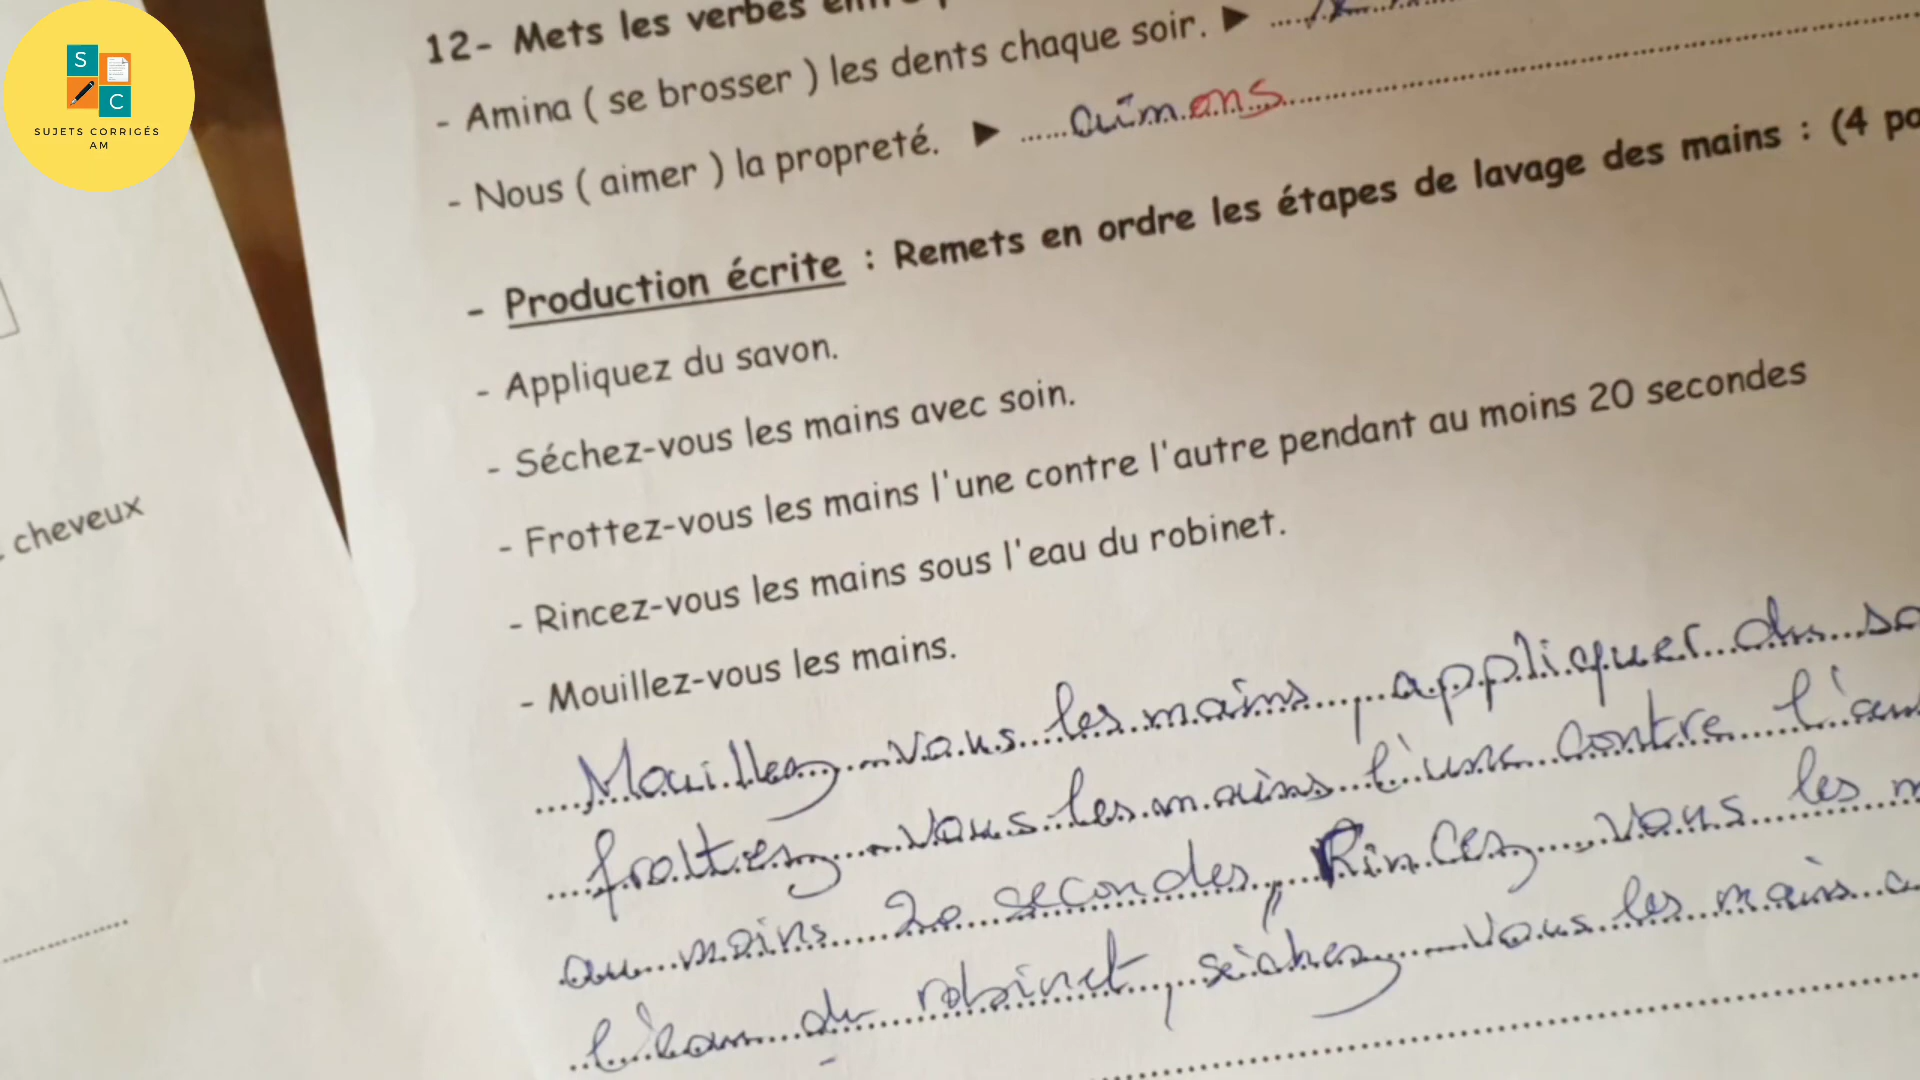 S
C
SUJETS CORRIGÉS
AM
12- Mets les verbes
- Amina ( se brosser ) les dents chaque soir. ►
- Nous ( aimer ) la propreté. ► aimons
- Production écrite : Remets en ordre les étapes de lavage des mains : (4 po
- Appliquez du savon.
- Séchez-vous les mains avec soin.
- Frottez-vous les mains l'une contre l'autre pendant au moins 20 secondes
- Rincez-vous les mains sous l'eau du robinet.
- Mouillez-vous les mains.
cheveux
Mouillez-vous les mains, appliquer du sa
frottez-vous les mains l'une contre l'au
au moins 20 secondes, Rincez-vous les m
l'eau du robinet, séchez-vous les mains a